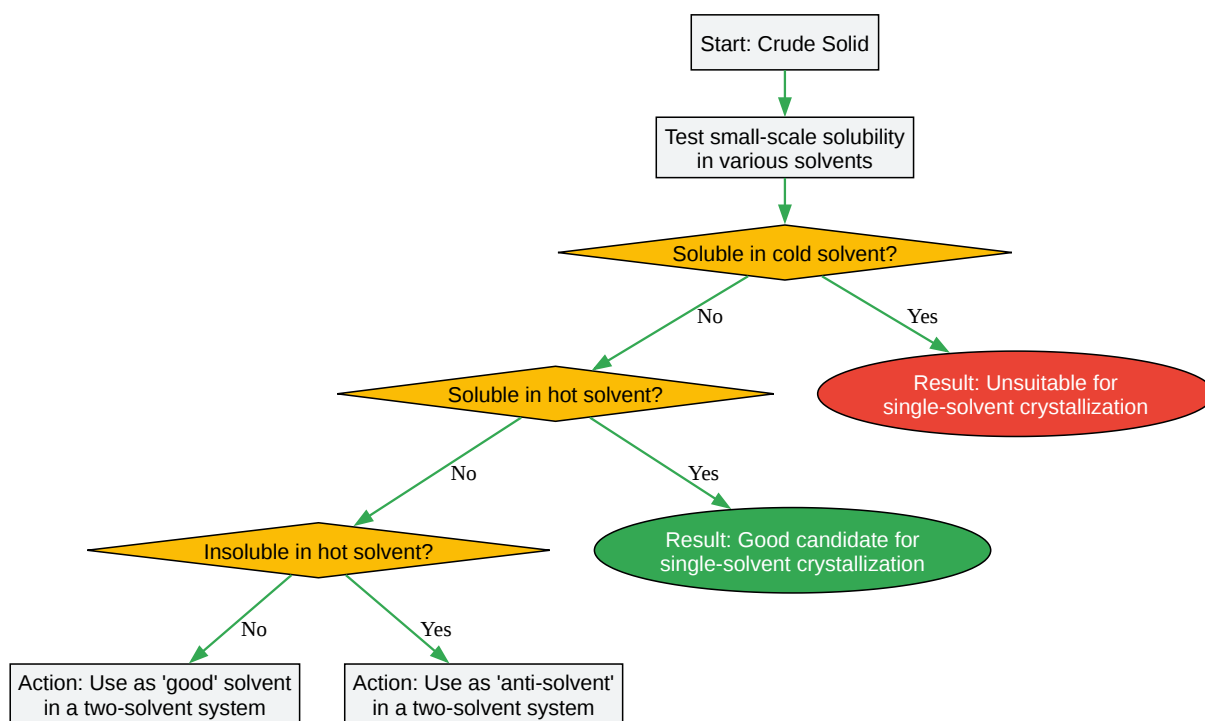 Start: Crude Solid
Test small-scale solubility
in various solvents
Soluble in cold solvent?
No
Yes
Soluble in hot solvent?
Result: Unsuitable for
single-solvent crystallization
No
Yes
Insoluble in hot solvent?
Result: Good candidate for
single-solvent crystallization
No
Yes
Action: Use as 'good' solvent
in a two-solvent system
Action: Use as 'anti-solvent'
in a two-solvent system